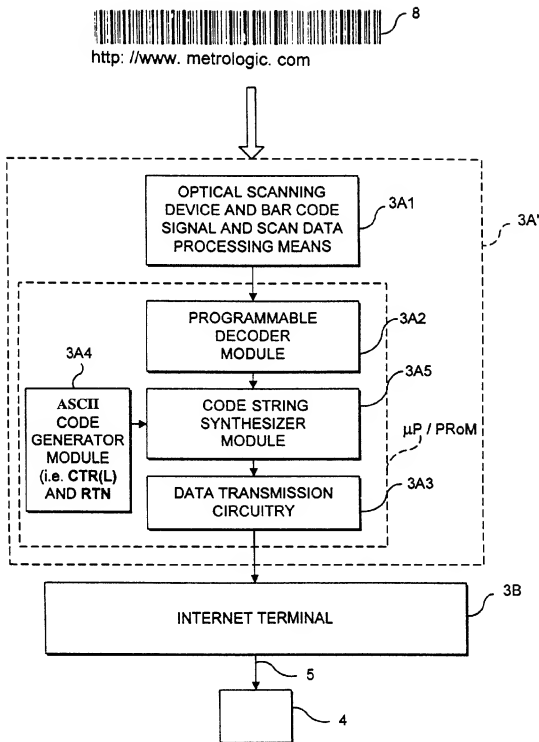 8
http: //www. metrologic. com
OPTICAL SCANNING
DEVICE AND BAR CODE
SIGNAL AND SCAN DATA
PROCESSING MEANS
3A1
3A'
PROGRAMMABLE
DECODER
MODULE
3A2
3A4
ASCII
CODE
GENERATOR
MODULE
(i.e. CTR(L)
AND RTN
CODE STRING
SYNTHESIZER
MODULE
3A5
µP / PRoM
DATA TRANSMISSION
CIRCUITRY
3A3
INTERNET TERMINAL
3B
5
4